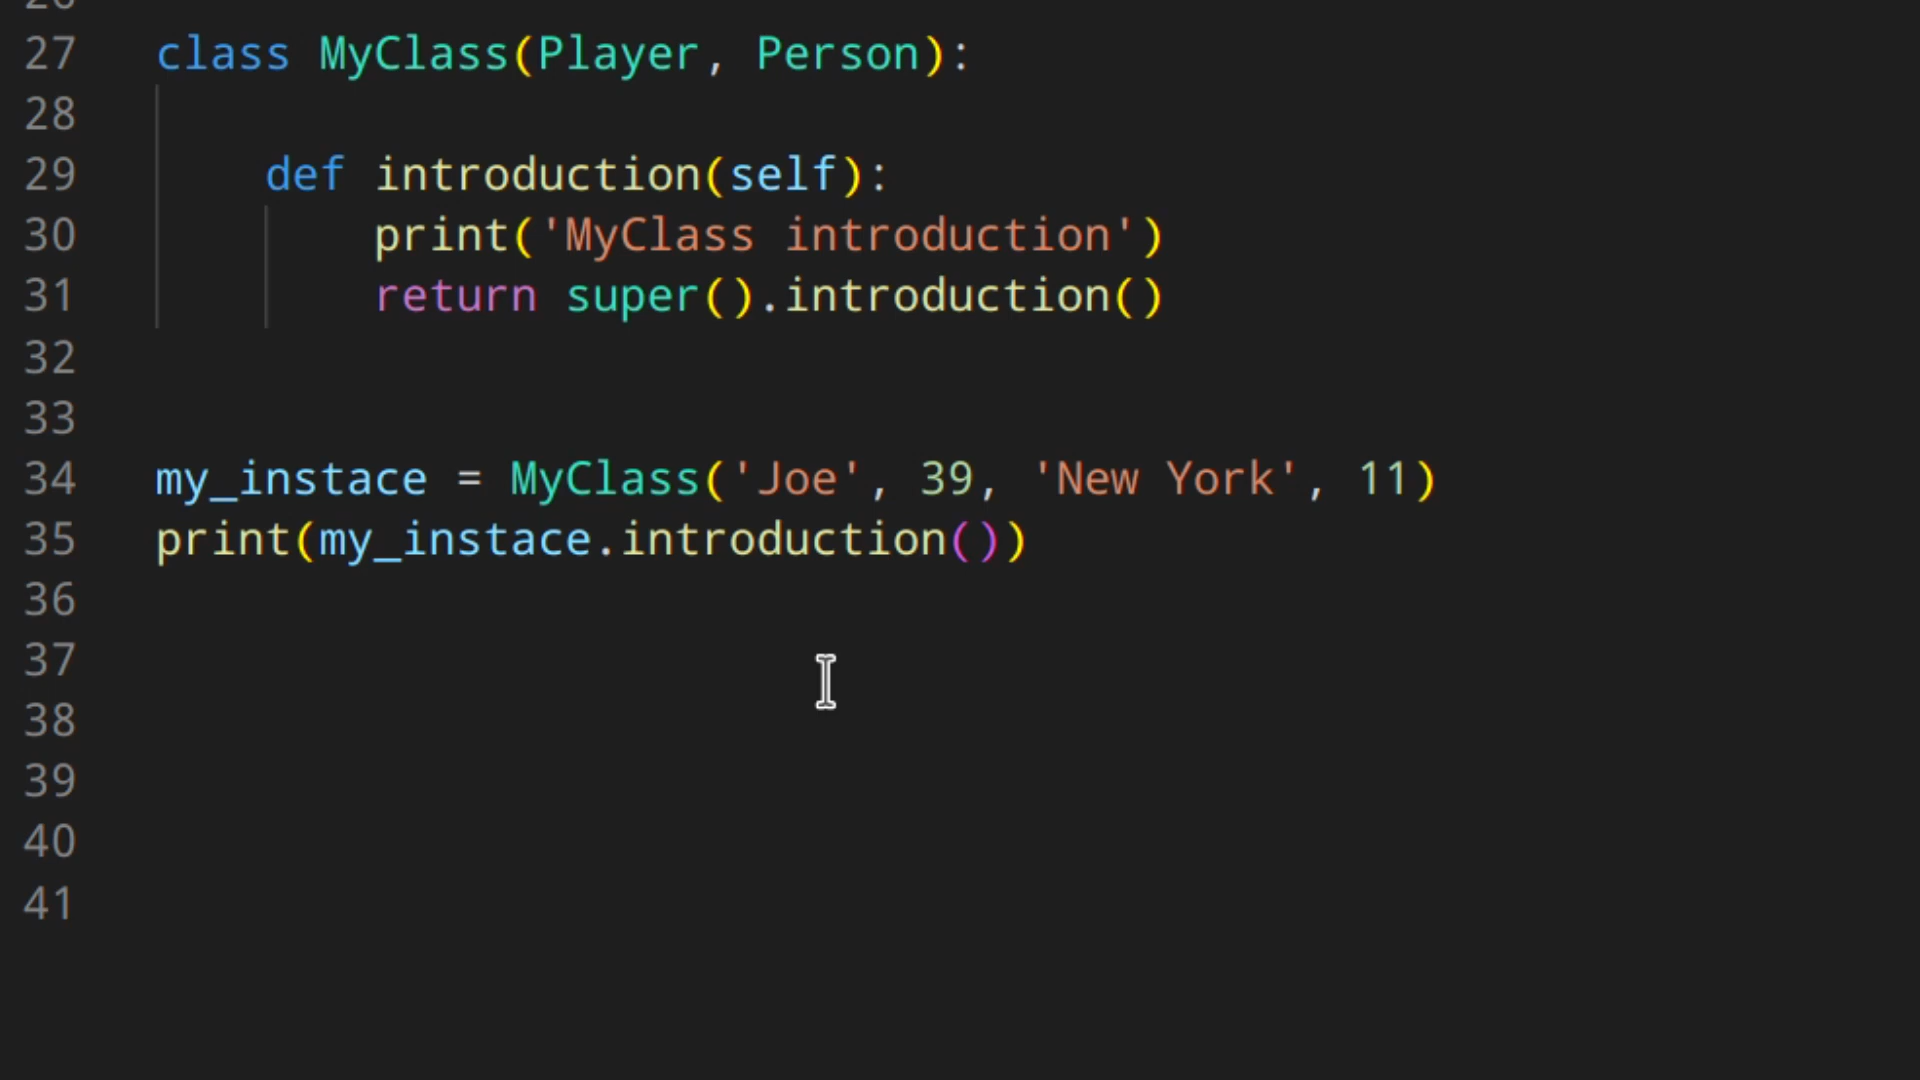 27 class MyClass(Player, Person):
28
29 def introduction(self):
30 print('MyClass introduction')
31 return super().introduction()
32
33
34 my_instace = MyClass('Joe', 39, 'New York', 11)
35 print(my_instace.introduction())
36
37
38
39
40
41